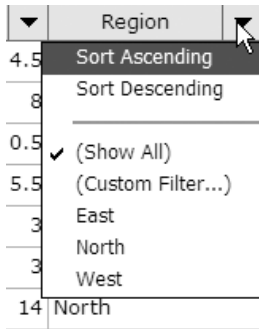 Region
4.5 Sort Ascending
8 Sort Descending
0.5 (Show All)
5.5 (Custom Filter...)
3 East
3 North
West
14 North